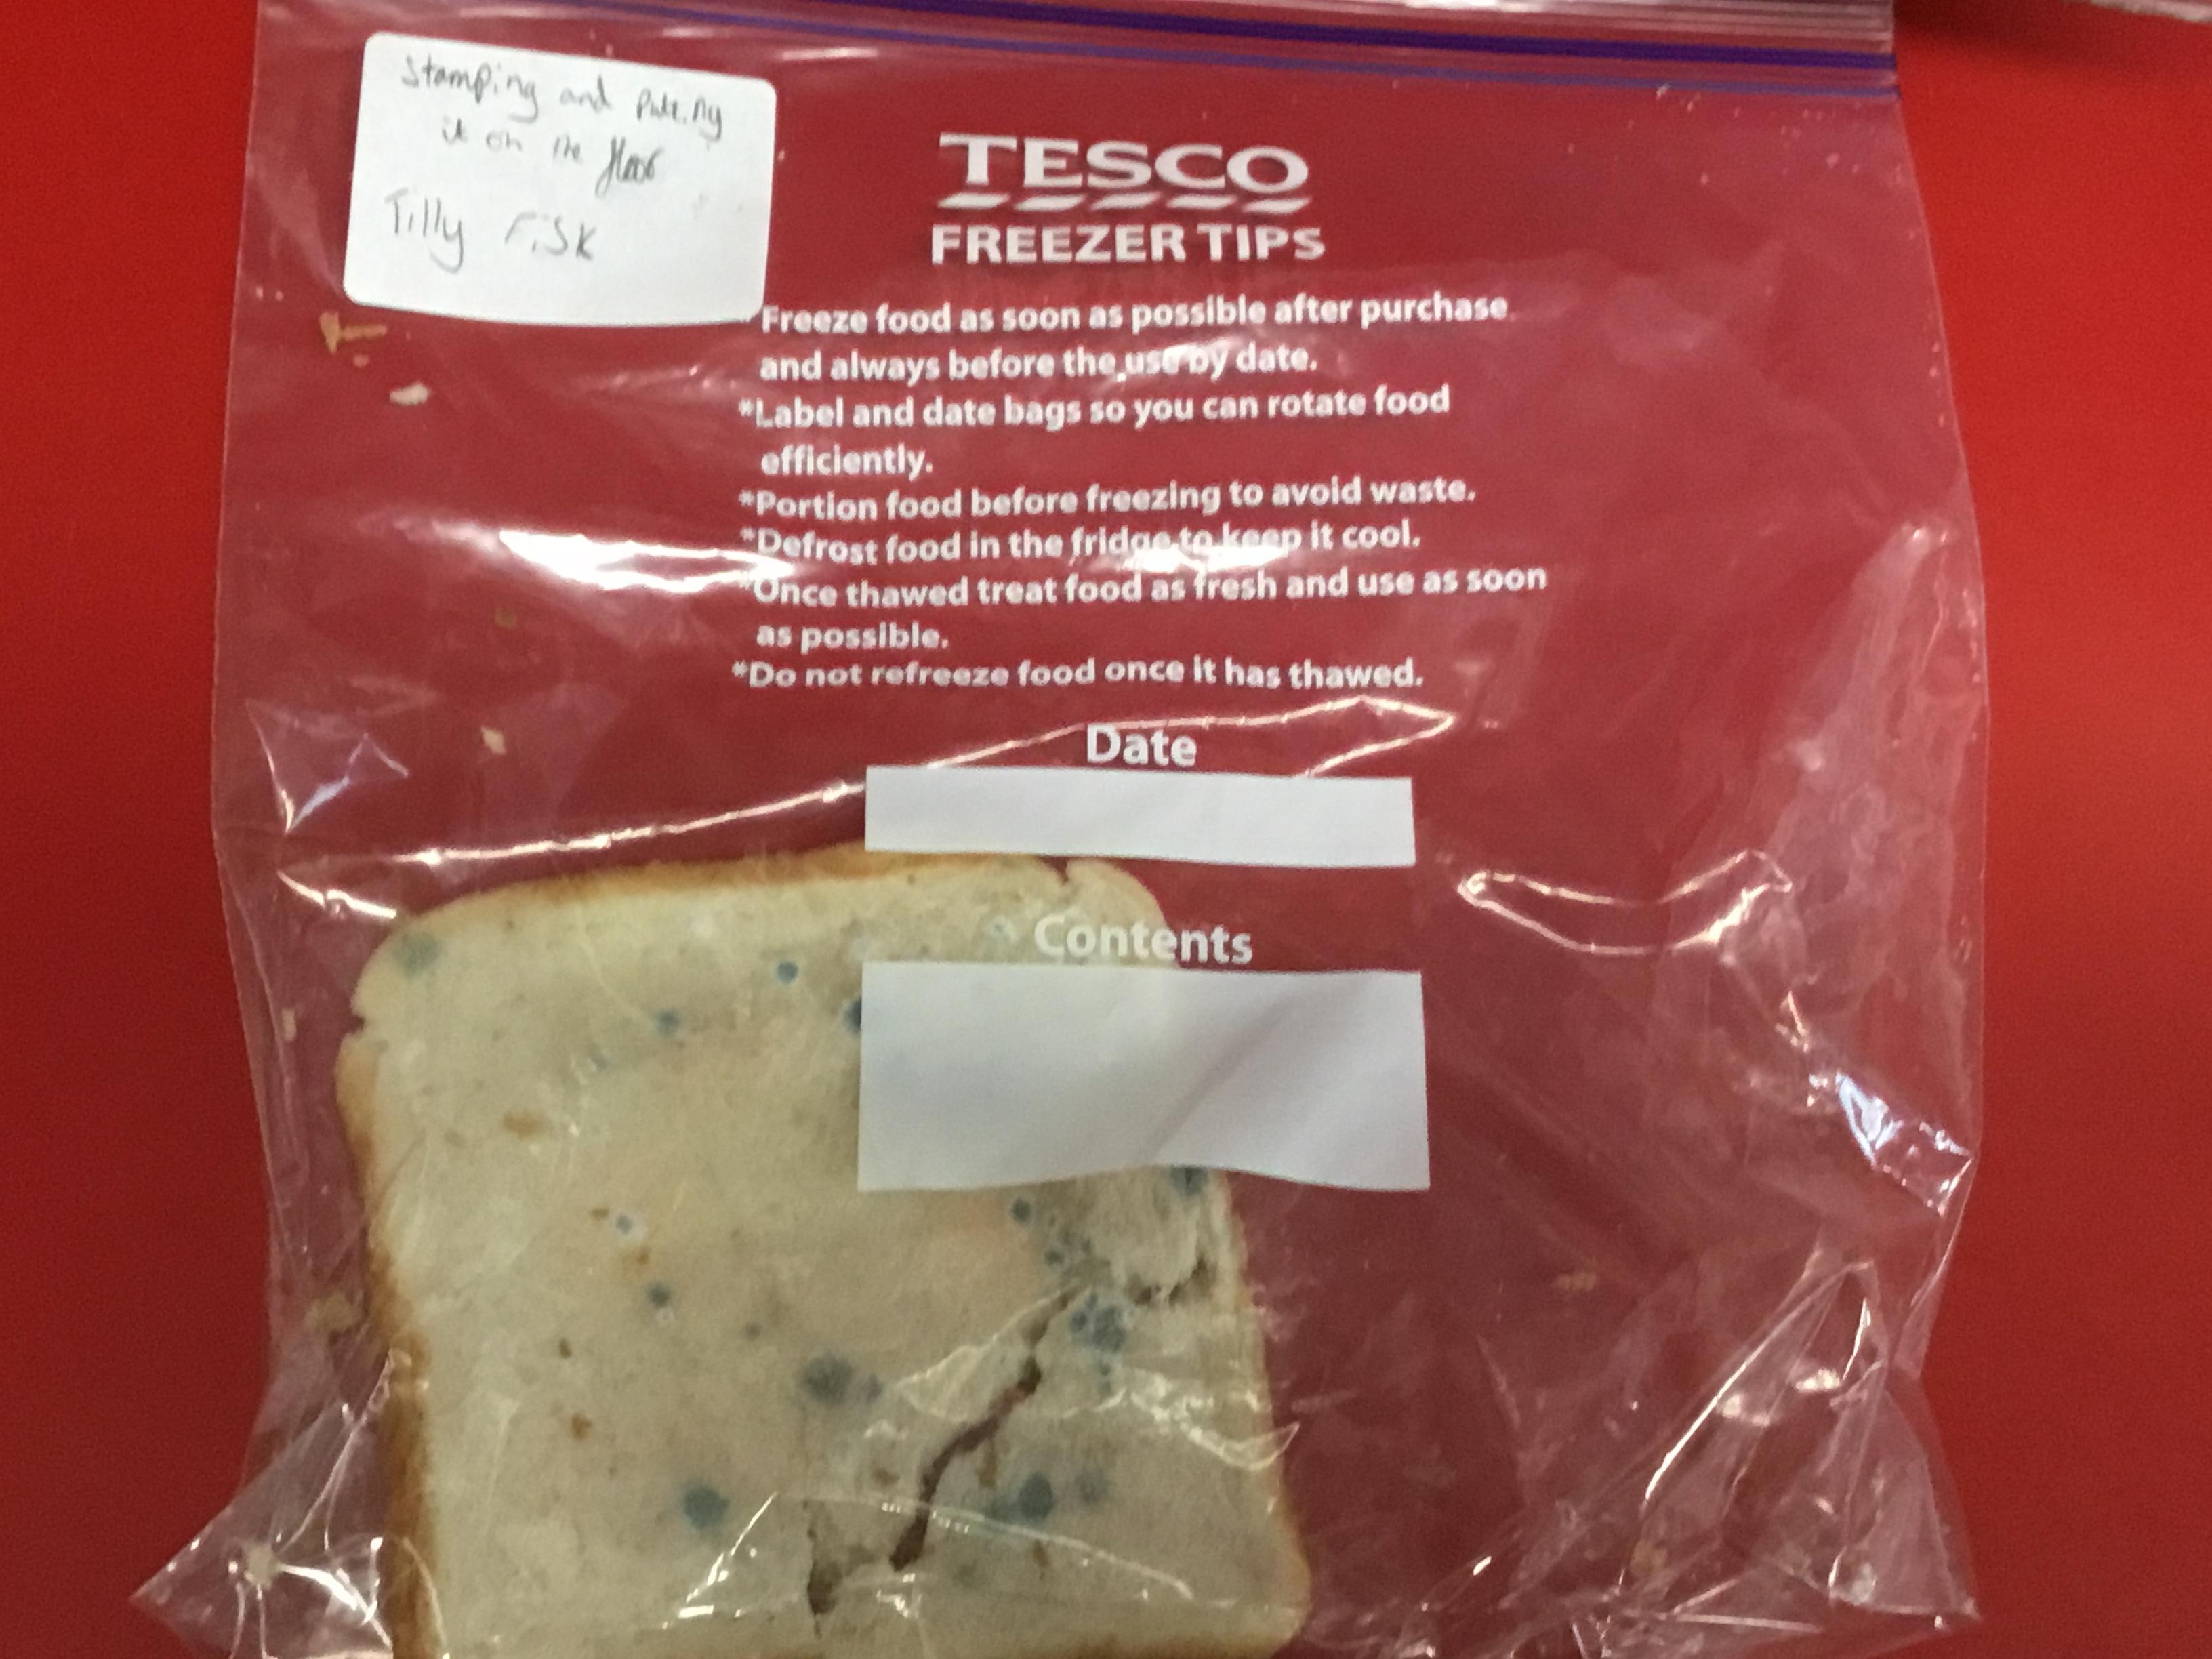 Stamping and puting
it on the floor
Tilly Fisk
TESCO
FREEZER TIPS
*Freeze food as soon as possible after purchase
and always before the use by date.
*Label and date bags so you can rotate food
efficiently.
*Portion food before freezing to avoid waste.
*Defrost food in the fridge to keep it cool.
*Once thawed treat food as fresh and use as soon
as possible.
*Do not refreeze food once it has thawed.
Date
Contents